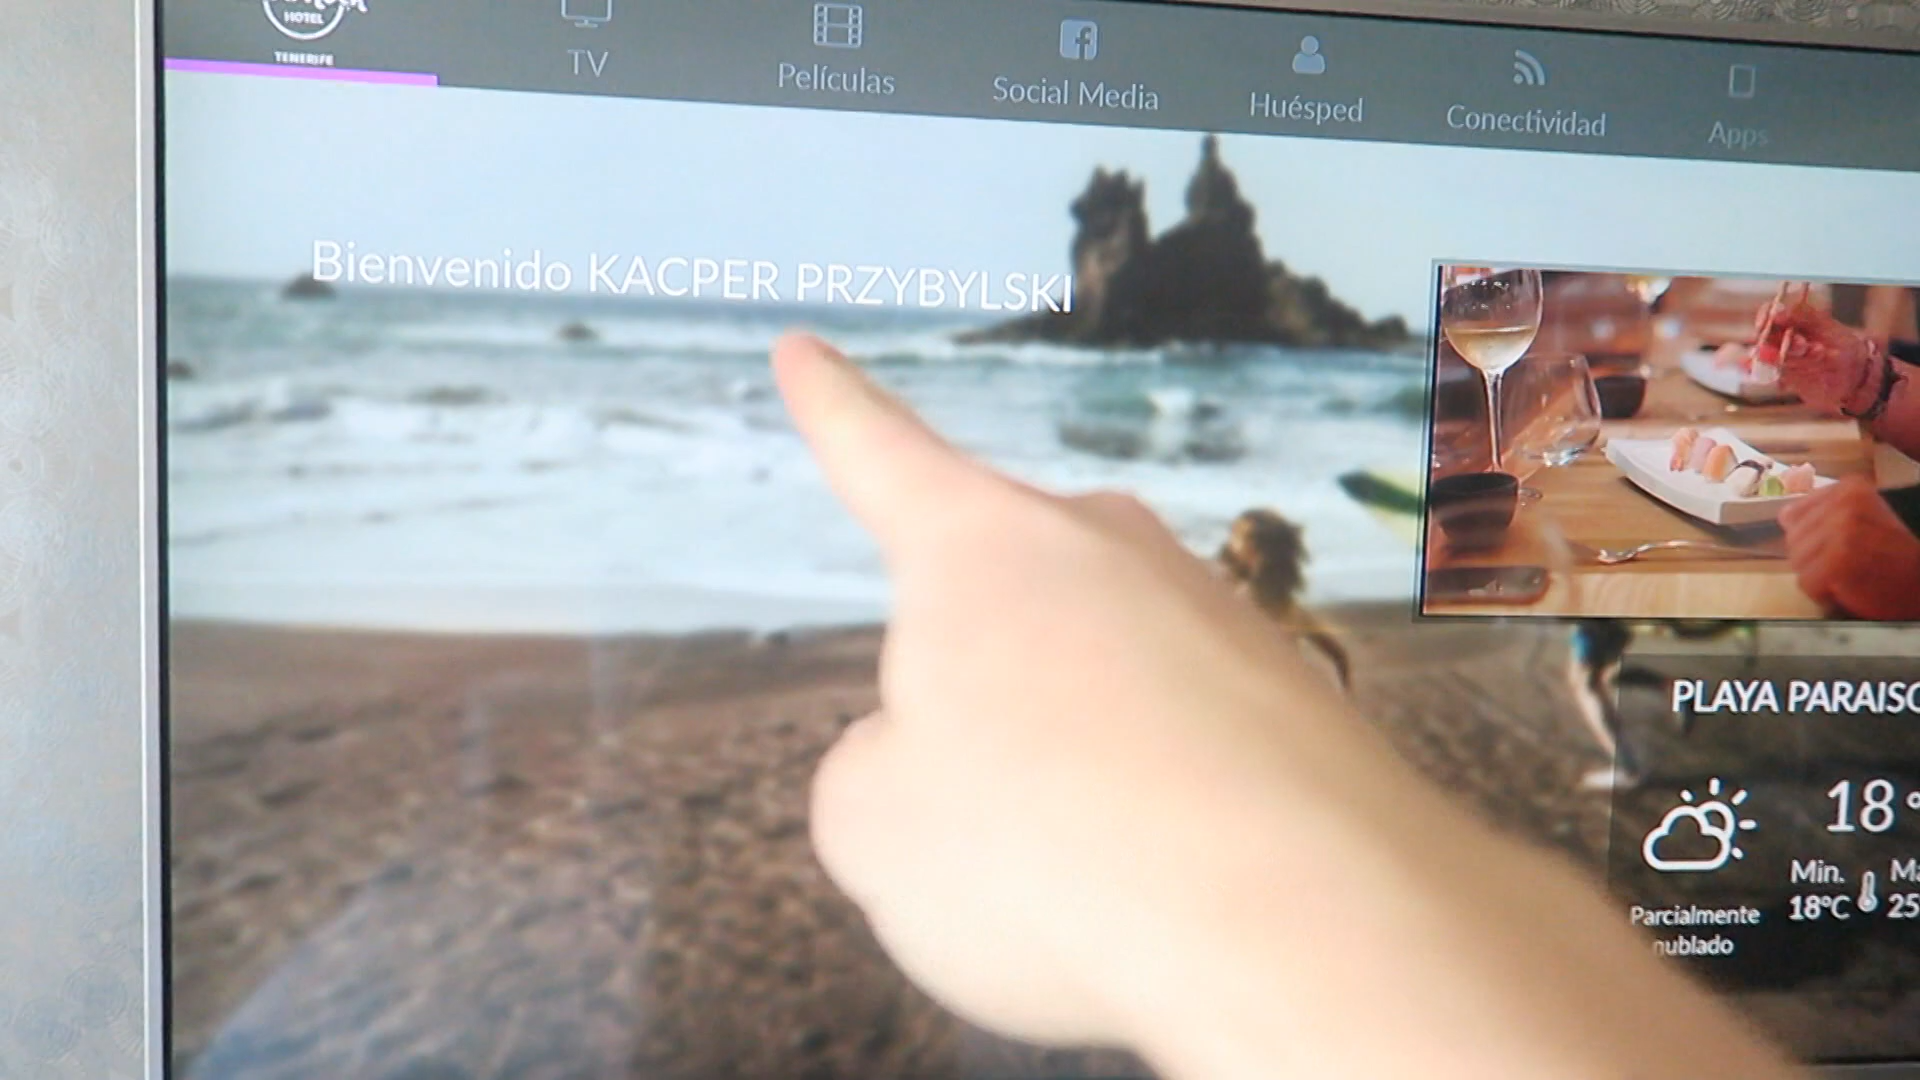 HOTEL
TENERIFE
TV
Películas
Social Media
Huésped
Conectividad
Apps
Bienvenido KACPER PRZYBYLSKI
PLAYA PARAISO
18°
Min.
18°C
25
Parcialmente
nublado